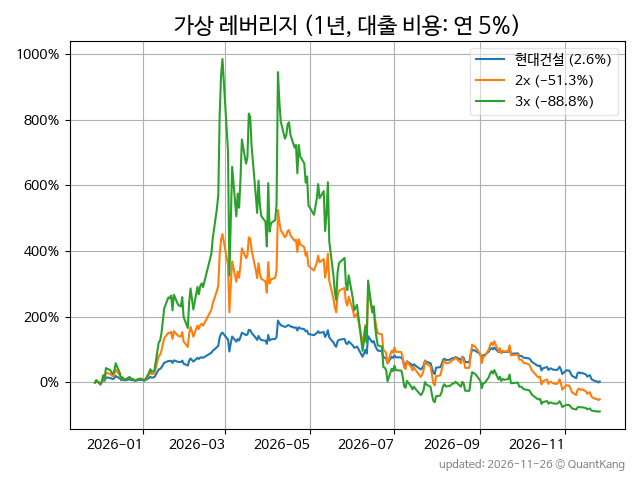 가상 레버리지 (1년, 대출 비용: 연 5%)
1000%
800%
600%
400%
200%
0%
현대건설 (2.6%)
2x (−51.3%)
3x (−88.8%)
2026-01
2026-03
2026-05
2026-07
2026-09
2026-11
updated: 2026-11-26 © QuantKang